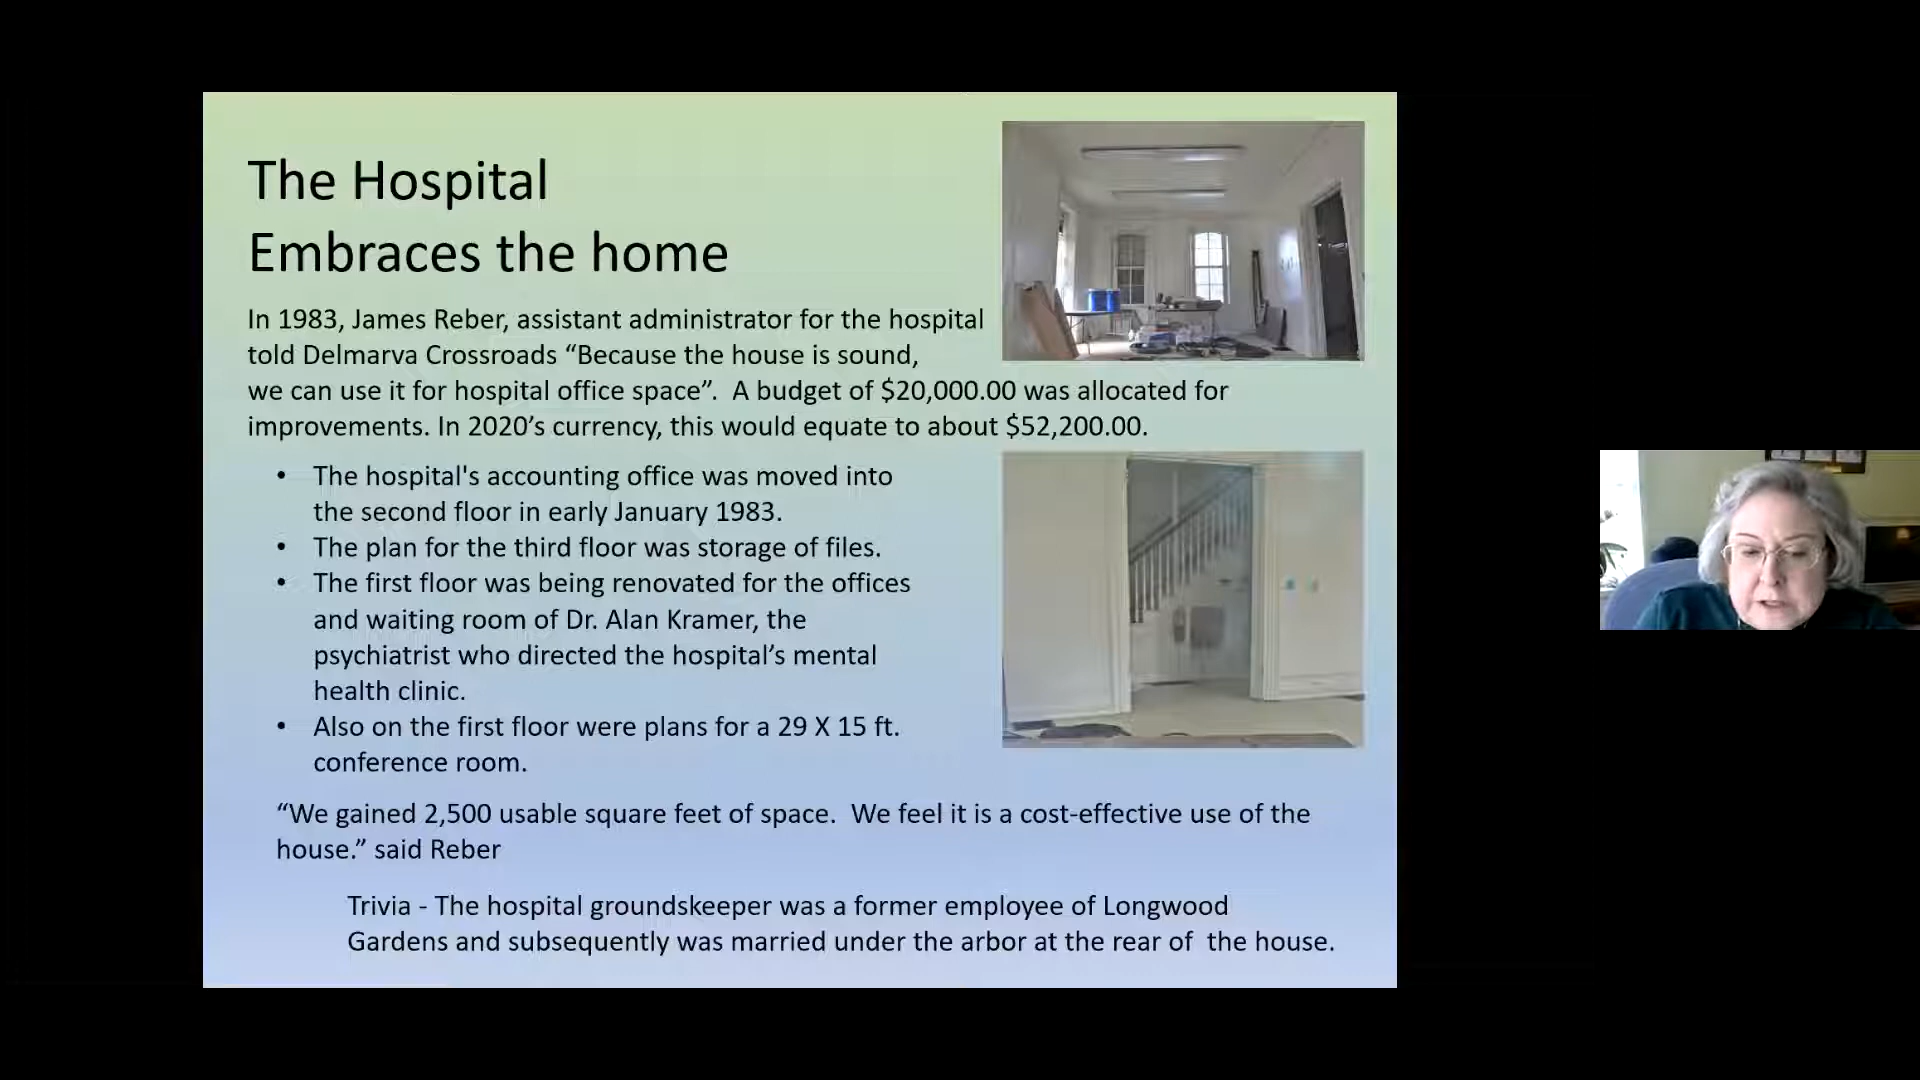 The Hospital
Embraces the home
In 1983, James Reber, assistant administrator for the hospital
told Delmarva Crossroads “Because the house is sound,
we can use it for hospital office space”.  A budget of $20,000.00 was allocated for
improvements. In 2020’s currency, this would equate to about $52,200.00.
• The hospital's accounting office was moved into
the second floor in early January 1983.
• The plan for the third floor was storage of files.
• The first floor was being renovated for the offices
and waiting room of Dr. Alan Kramer, the
psychiatrist who directed the hospital’s mental
health clinic.
• Also on the first floor were plans for a 29 X 15 ft.
conference room.
“We gained 2,500 usable square feet of space.  We feel it is a cost-effective use of the
house.” said Reber
Trivia - The hospital groundskeeper was a former employee of Longwood
Gardens and subsequently was married under the arbor at the rear of  the house.